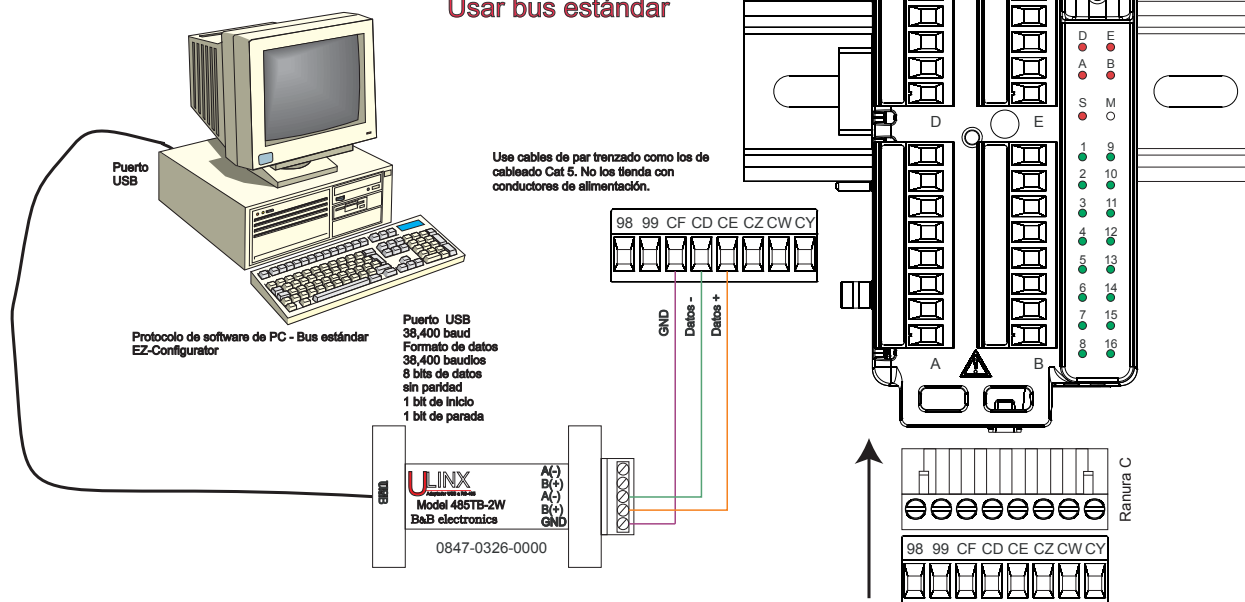 Usar bus estándar
Puerto
USB
Use cables de par trenzado como los de
cableado Cat 5. No los tienda con
conductores de alimentación.
98 99 CF CD CE CZ CW CY
GND
Datos -
Datos +
Protocolo de software de PC - Bus estándar
EZ-Configurator
Puerto USB
38,400 baud
Formato de datos
38,400 baudios
8 bits de datos
sin paridad
1 bit de inicio
1 bit de parada
USB
ULINX
Adaptador USB a RS-485
Model 485TB-2W
B&B electronics
A(-)
B(+)
A(-)
B(+)
GND
0847-0326-0000
D E
A B
D E
A B
S M
1 9
2 10
3 11
4 12
5 13
6 14
7 15
8 16
Ranura C
98 99 CF CD CE CZ CW CY